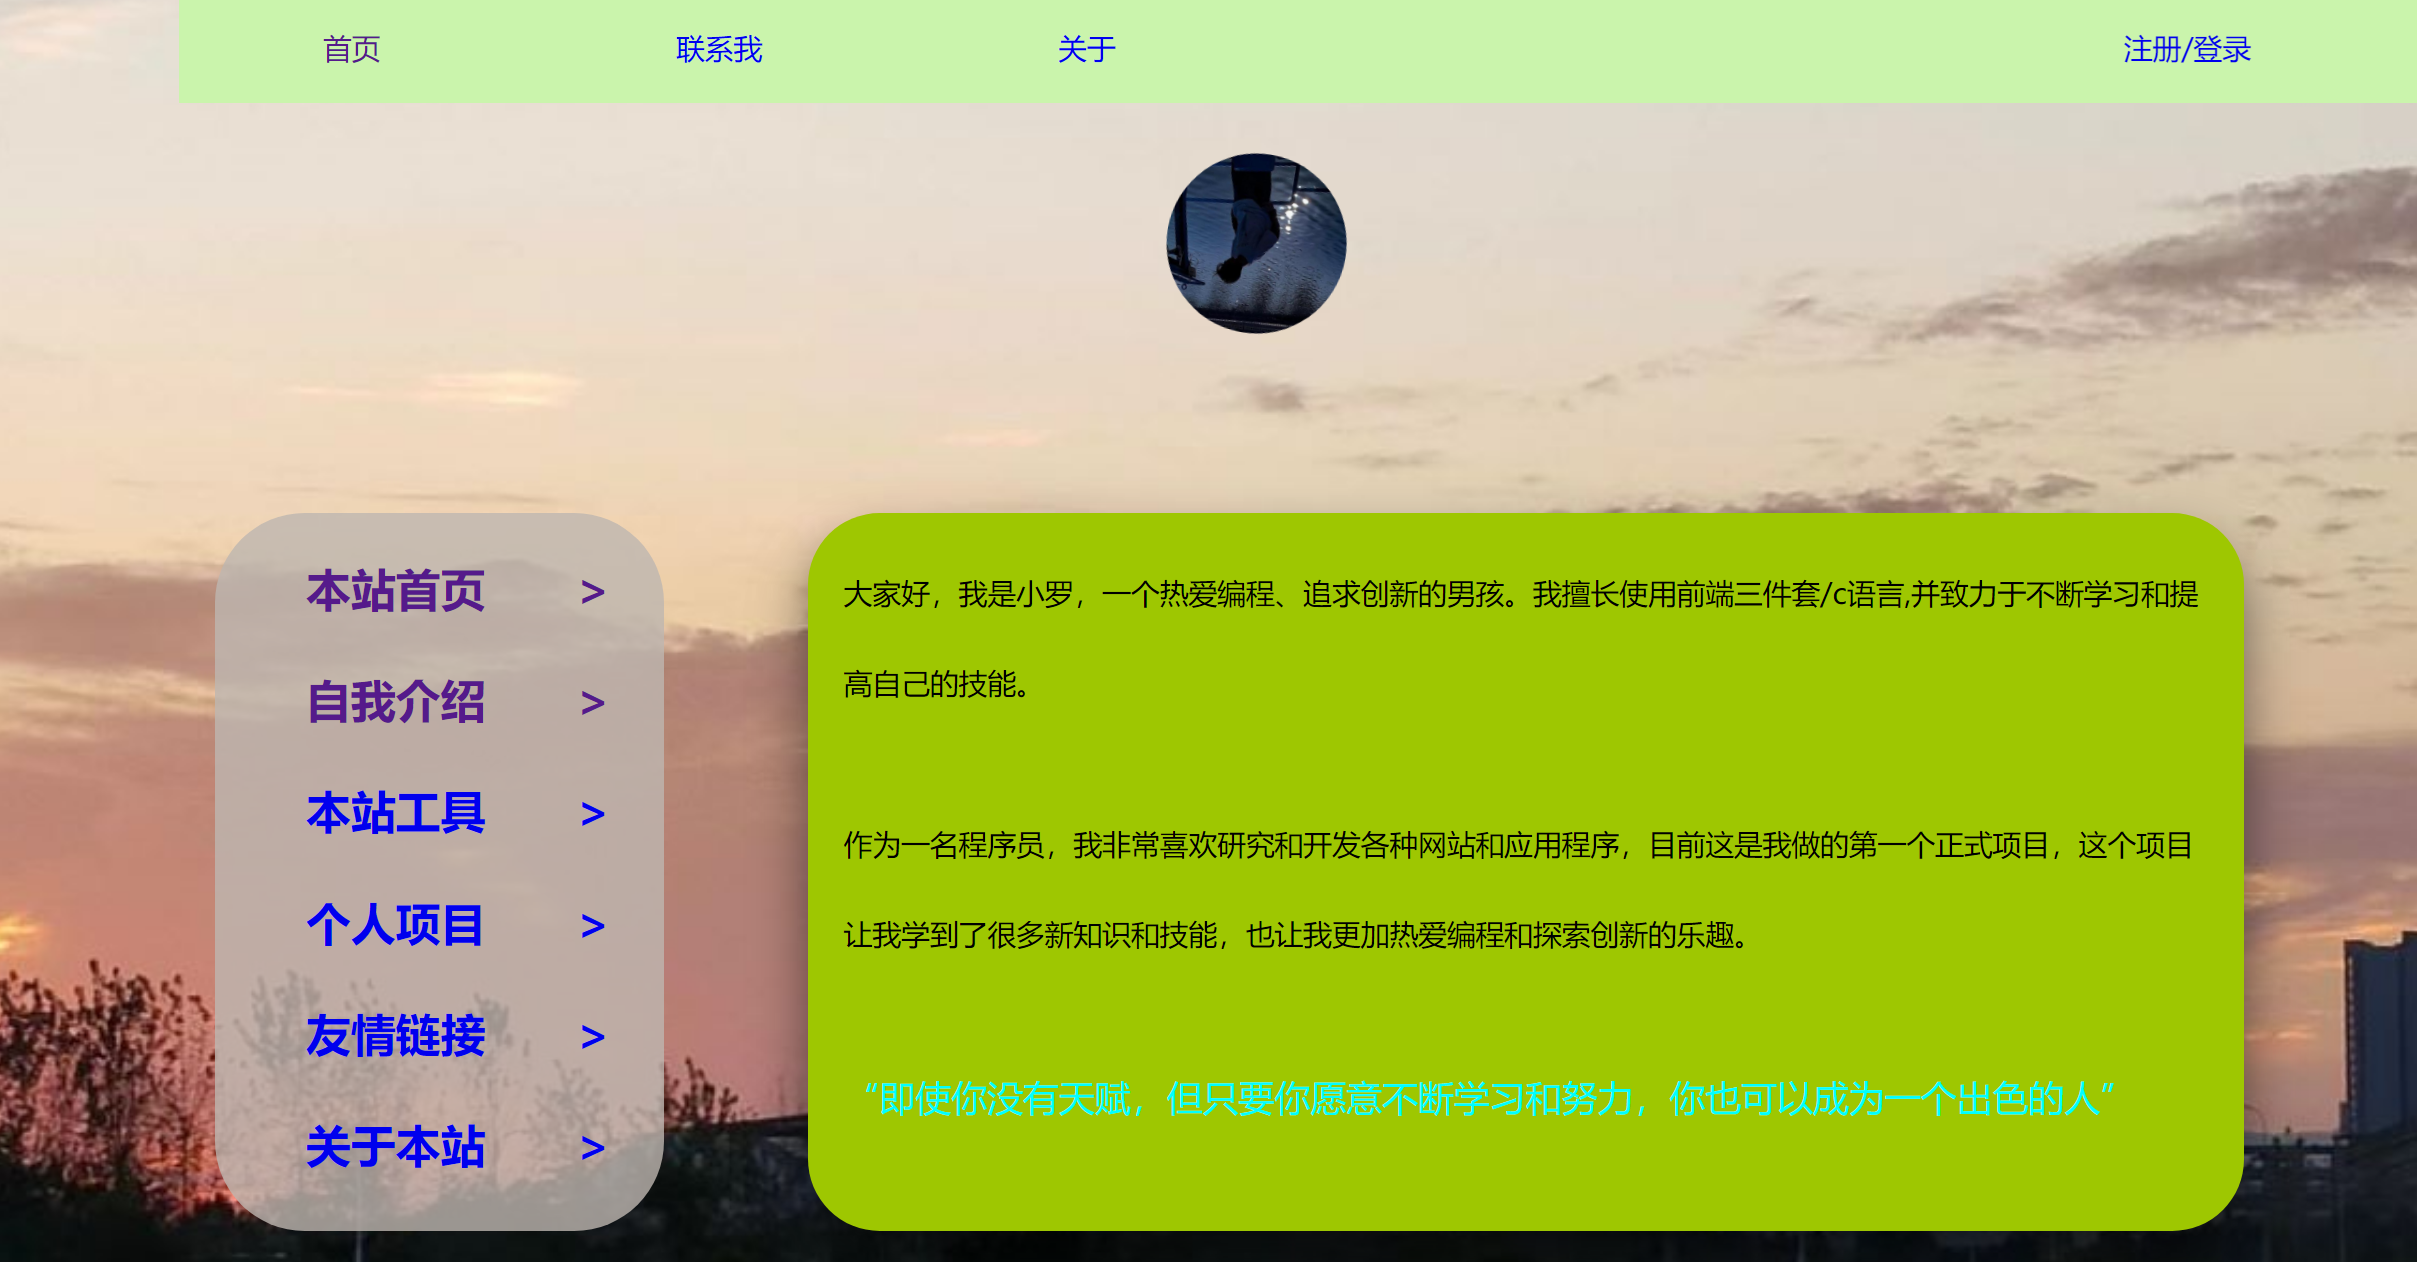 首页 联系我 关于 注册/登录
本站首页 >
自我介绍 >
本站工具 >
个人项目 >
友情链接 >
关于本站 >
大家好，我是小罗，一个热爱编程、追求创新的男孩。我擅长使用前端三件套/c语言,并致力于不断学习和提
高自己的技能。
作为一名程序员，我非常喜欢研究和开发各种网站和应用程序，目前这是我做的第一个正式项目，这个项目
让我学到了很多新知识和技能，也让我更加热爱编程和探索创新的乐趣。
“即使你没有天赋，但只要你愿意不断学习和努力，你也可以成为一个出色的人”